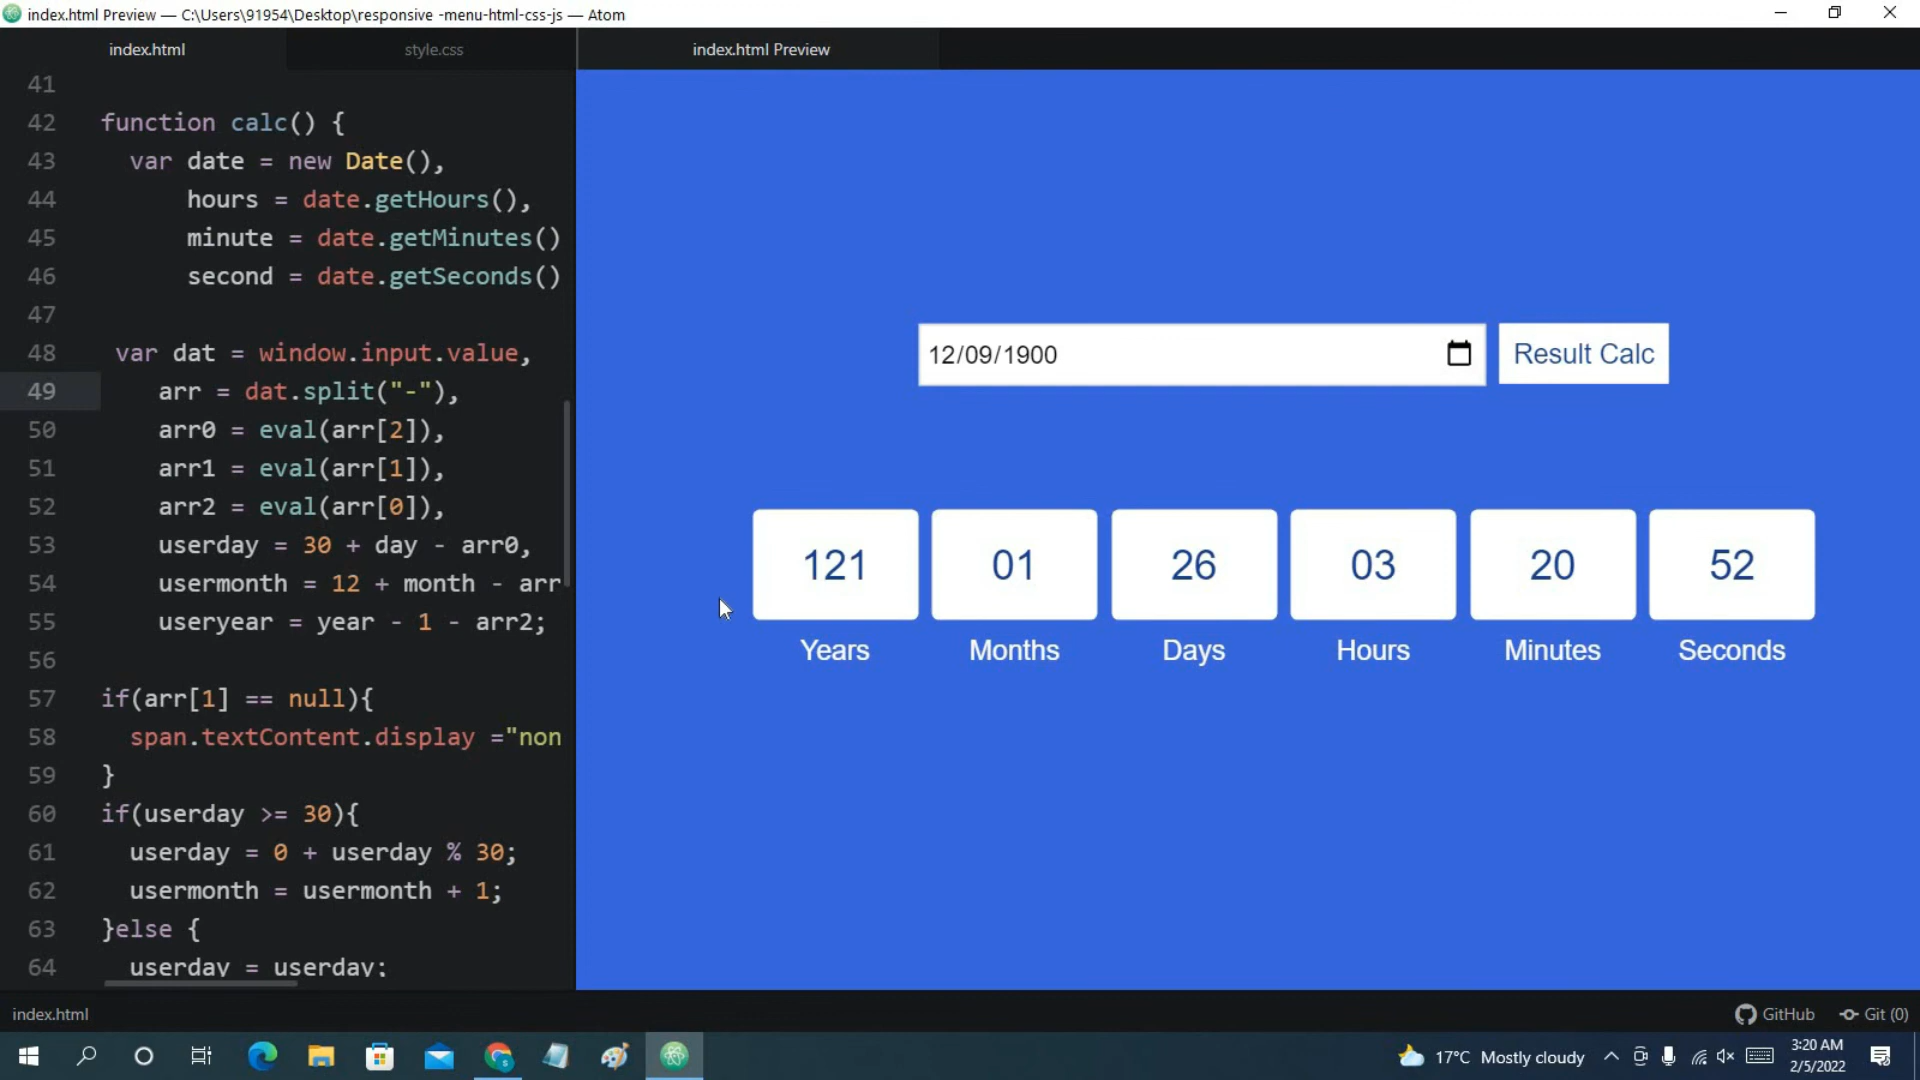 index.html Preview — C:\Users\91954\Desktop\responsive -menu-html-css-js — Atom
index.html
style.css
index.html Preview
41
42 function calc() {
43 var date = new Date(),
44 hours = date.getHours(),
45 minute = date.getMinutes()
46 second = date.getSeconds()
47
48 var dat = window.input.value,
49 arr = dat.split("-"),
50 arr0 = eval(arr[2]),
51 arr1 = eval(arr[1]),
52 arr2 = eval(arr[0]),
53 userday = 30 + day - arr0,
54 usermonth = 12 + month - arr
55 useryear = year - 1 - arr2;
56
57 if(arr[1] == null){
58 span.textContent.display ="non
59 }
60 if(userday >= 30){
61 userday = 0 + userday % 30;
62 usermonth = usermonth + 1;
63 }else {
64 userday = userday;
12/09/1900
Result Calc
121 01 26 03 20 52
Years Months Days Hours Minutes Seconds
index.html
GitHub
Git (0)
17°C Mostly cloudy
3:20 AM
2/5/2022